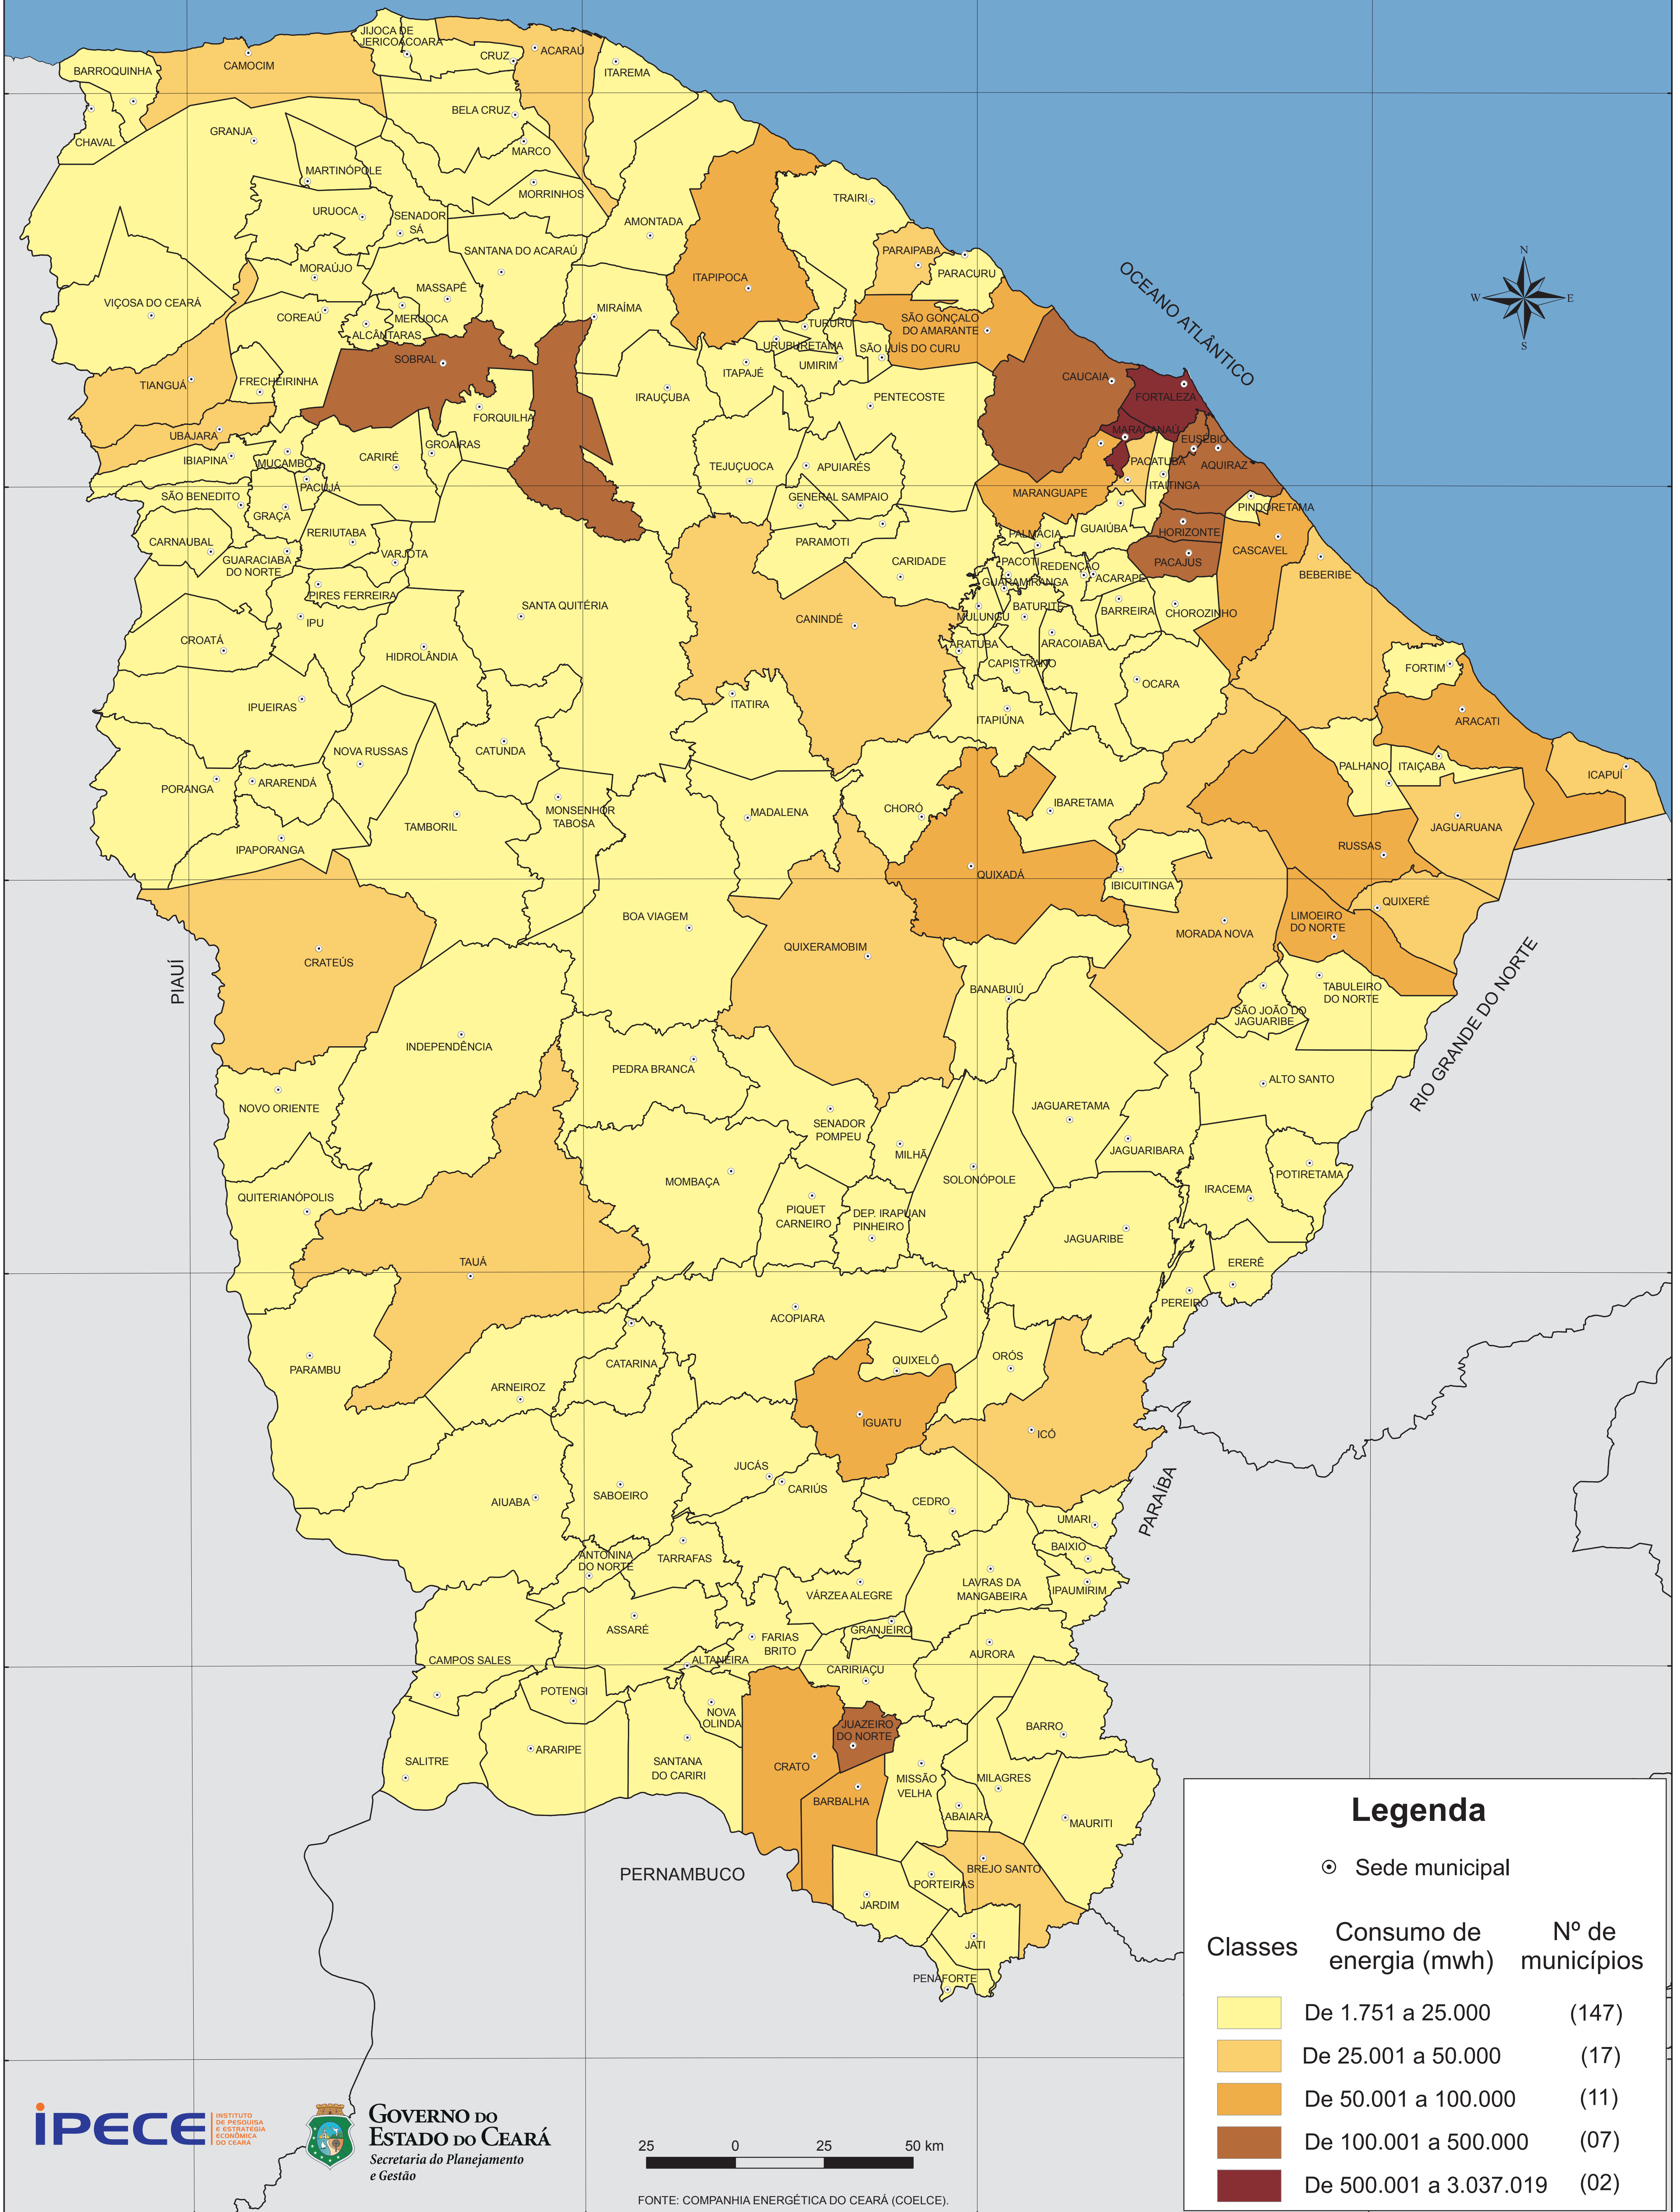 JIJOCA DE
JERICOACOARA
CRUZ
ACARAÚ
ITAREMA
CAMOCIM
BARROQUINHA
BELA CRUZ
GRANJA
CHAVAL
MARCO
MARTINÓPOLE
MORRINHOS
TRAIRI
URUOCA
SENADOR
SÁ
AMONTADA
SANTANA DO ACARAÚ
PARAIPABA
PARACURU
MORAÚJO
ITAPIPOCA
OCEANO ATLÂNTICO
N
W
E
S
MASSAPÊ
VIÇOSA DO CEARÁ
MIRAÍMA
COREAÚ
MERUOCA
SÃO GONÇALO
DO AMARANTE
TURURU
ALCÂNTARAS
URUBURETAMA
SÃO LUÍS DO CURU
SOBRAL
UMIRIM
ITAPAJÉ
CAUCAIA
TIANGUÁ
FRECHEIRINHA
IRAUÇUBA
PENTECOSTE
FORTALEZA
FORQUILHA
MARACANAÚ
UBAJARA
EUSÉBIO
GROAÍRAS
IBIAPINA
MUCAMBO
CARIRÉ
TEJUÇUOCA
APUIARÉS
PACATUBA
AQUIRAZ
PACUJÁ
ITAITINGA
SÃO BENEDITO
GENERAL SAMPAIO
MARANGUAPE
PINDORETAMA
GRAÇA
RERIUTABA
GUAIÚBA
HORIZONTE
CARNAUBAL
PARAMOTI
PALMÁCIA
CASCAVEL
GUARACIABA
DO NORTE
VARJOTA
CARIDADE
PACOTI
REDENÇÃO
PACAJUS
BEBERIBE
GUARAMIRANGA
ACARAPE
PIRES FERREIRA
SANTA QUITÉRIA
BATURITÉ
BARREIRA
CHOROZINHO
IPU
CANINDÉ
MULUNGU
CROATÁ
ARATUBA
ARACOIABA
HIDROLÂNDIA
CAPISTRANO
FORTIM
OCARA
IPUEIRAS
ITATIRA
ITAPIÚNA
ARACATI
NOVA RUSSAS
CATUNDA
PALHANO
ITAIÇABA
ICAPUÍ
PORANGA
ARARENDÁ
IBARETAMA
CHORÓ
MONSENHOR
TABOSA
MADALENA
TAMBORIL
JAGUARUANA
IPAPORANGA
RUSSAS
QUIXADÁ
IBICUITINGA
QUIXERÉ
BOA VIAGEM
LIMOEIRO
DO NORTE
MORADA NOVA
QUIXERAMOBIM
CRATEÚS
PIAUÍ
BANABUIÚ
TABULEIRO
DO NORTE
RIO GRANDE DO NORTE
SÃO JOÃO DO
JAGUARIBE
INDEPENDÊNCIA
PEDRA BRANCA
ALTO SANTO
NOVO ORIENTE
JAGUARETAMA
SENADOR
POMPEU
MILHÃ
JAGUARIBARA
POTIRETAMA
MOMBAÇA
SOLONÓPOLE
IRACEMA
QUITERIANÓPOLIS
PIQUET
CARNEIRO
DEP. IRAPUAN
PINHEIRO
JAGUARIBE
TAUÁ
ERERÊ
PEREIRO
ACOPIARA
QUIXELÔ
ORÓS
PARAMBU
CATARINA
ARNEIROZ
IGUATU
ICÓ
JUCÁS
CARIÚS
SABOEIRO
AIUABA
CEDRO
PARAÍBA
UMARI
BAIXIO
ANTONINA
DO NORTE
TARRAFAS
LAVRAS DA
MANGABEIRA
IPAUMIRIM
VÁRZEA ALEGRE
ASSARÉ
GRANJEIRO
FARIAS
BRITO
AURORA
CAMPOS SALES
ALTANEIRA
CARIRIAÇU
POTENGI
NOVA
OLINDA
JUAZEIRO
DO NORTE
BARRO
ARARIPE
SALITRE
SANTANA
DO CARIRI
CRATO
MISSÃO
VELHA
MILAGRES
BARBALHA
ABAIARA
MAURITI
PERNAMBUCO
BREJO SANTO
PORTEIRAS
JARDIM
JATI
PENAFORTE
Legenda
Sede municipal
Classes Consumo de energia (mwh) Nº de municípios
De 1.751 a 25.000 (147)
De 25.001 a 50.000 (17)
De 50.001 a 100.000 (11)
De 100.001 a 500.000 (07)
De 500.001 a 3.037.019 (02)
IPECE
INSTITUTO
DE PESQUISA
E ESTRATÉGIA
ECONÔMICA
DO CEARÁ
GOVERNO DO
ESTADO DO CEARÁ
Secretaria do Planejamento
e Gestão
25 0 25 50 km
FONTE: COMPANHIA ENERGÉTICA DO CEARÁ (COELCE).